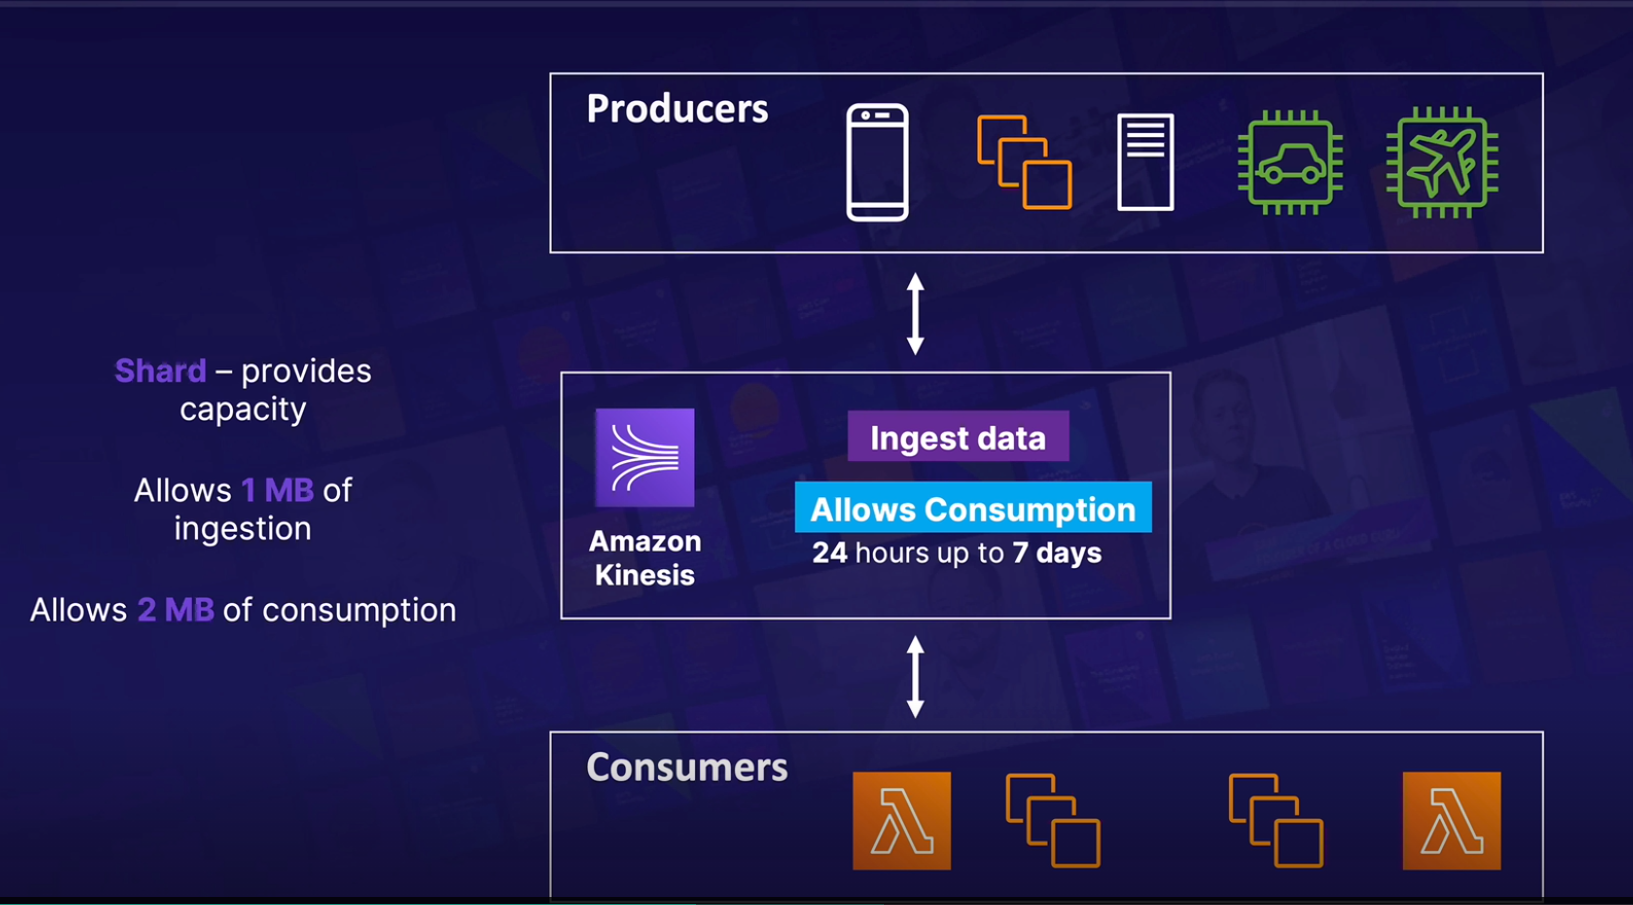 Producers
Shard – provides
capacity
Allows 1 MB of
ingestion
Allows 2 MB of consumption
Ingest data
Allows Consumption
24 hours up to 7 days
Amazon
Kinesis
Consumers